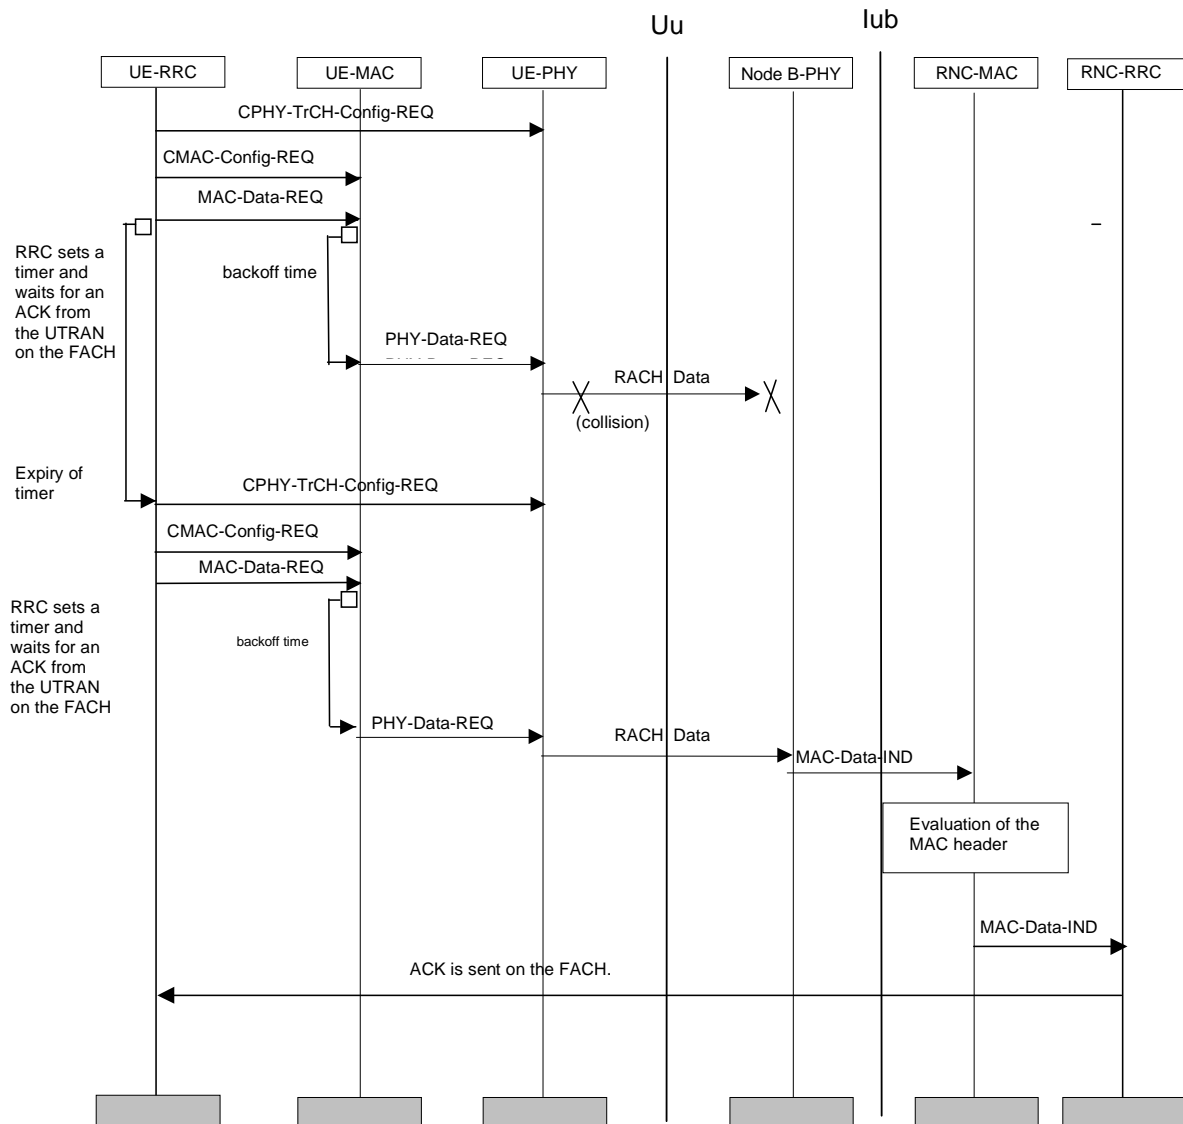 Uu
Iub
UE-RRC
UE-MAC
UE-PHY
Node B-PHY
RNC-MAC
RNC-RRC
CPHY-TrCH-Config-REQ
CMAC-Config-REQ
MAC-Data-REQ
RRC sets a
timer and
waits for an
ACK from
the UTRAN
on the FACH
backoff time
PHY-Data-REQ
RACH Data
(collision)
Expiry of
timer
CPHY-TrCH-Config-REQ
CMAC-Config-REQ
MAC-Data-REQ
RRC sets a
timer and
waits for an
ACK from
the UTRAN
on the FACH
backoff time
PHY-Data-REQ
RACH Data
MAC-Data-IND
Evaluation of the
MAC header
MAC-Data-IND
ACK is sent on the FACH.